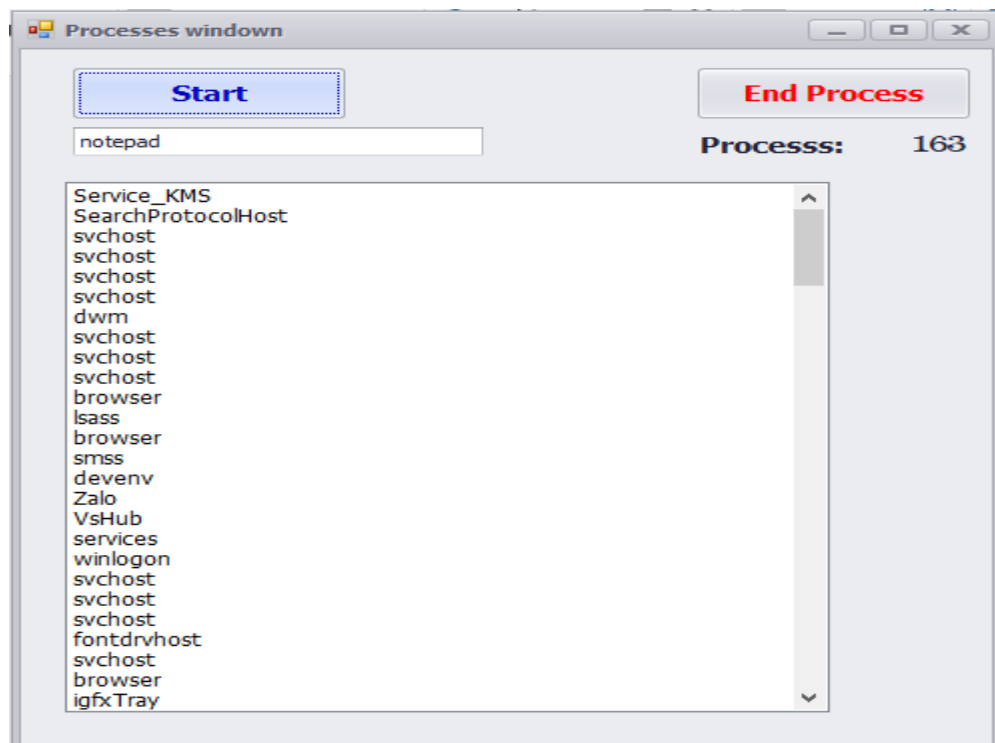 Processes windown
Start
End Process
notepad
Processs: 163
Service_KMS
SearchProtocolHost
svchost
svchost
svchost
svchost
dwm
svchost
svchost
svchost
browser
lsass
browser
smss
devenv
Zalo
VsHub
services
winlogon
svchost
svchost
svchost
fontdrvhost
svchost
browser
igfxTray